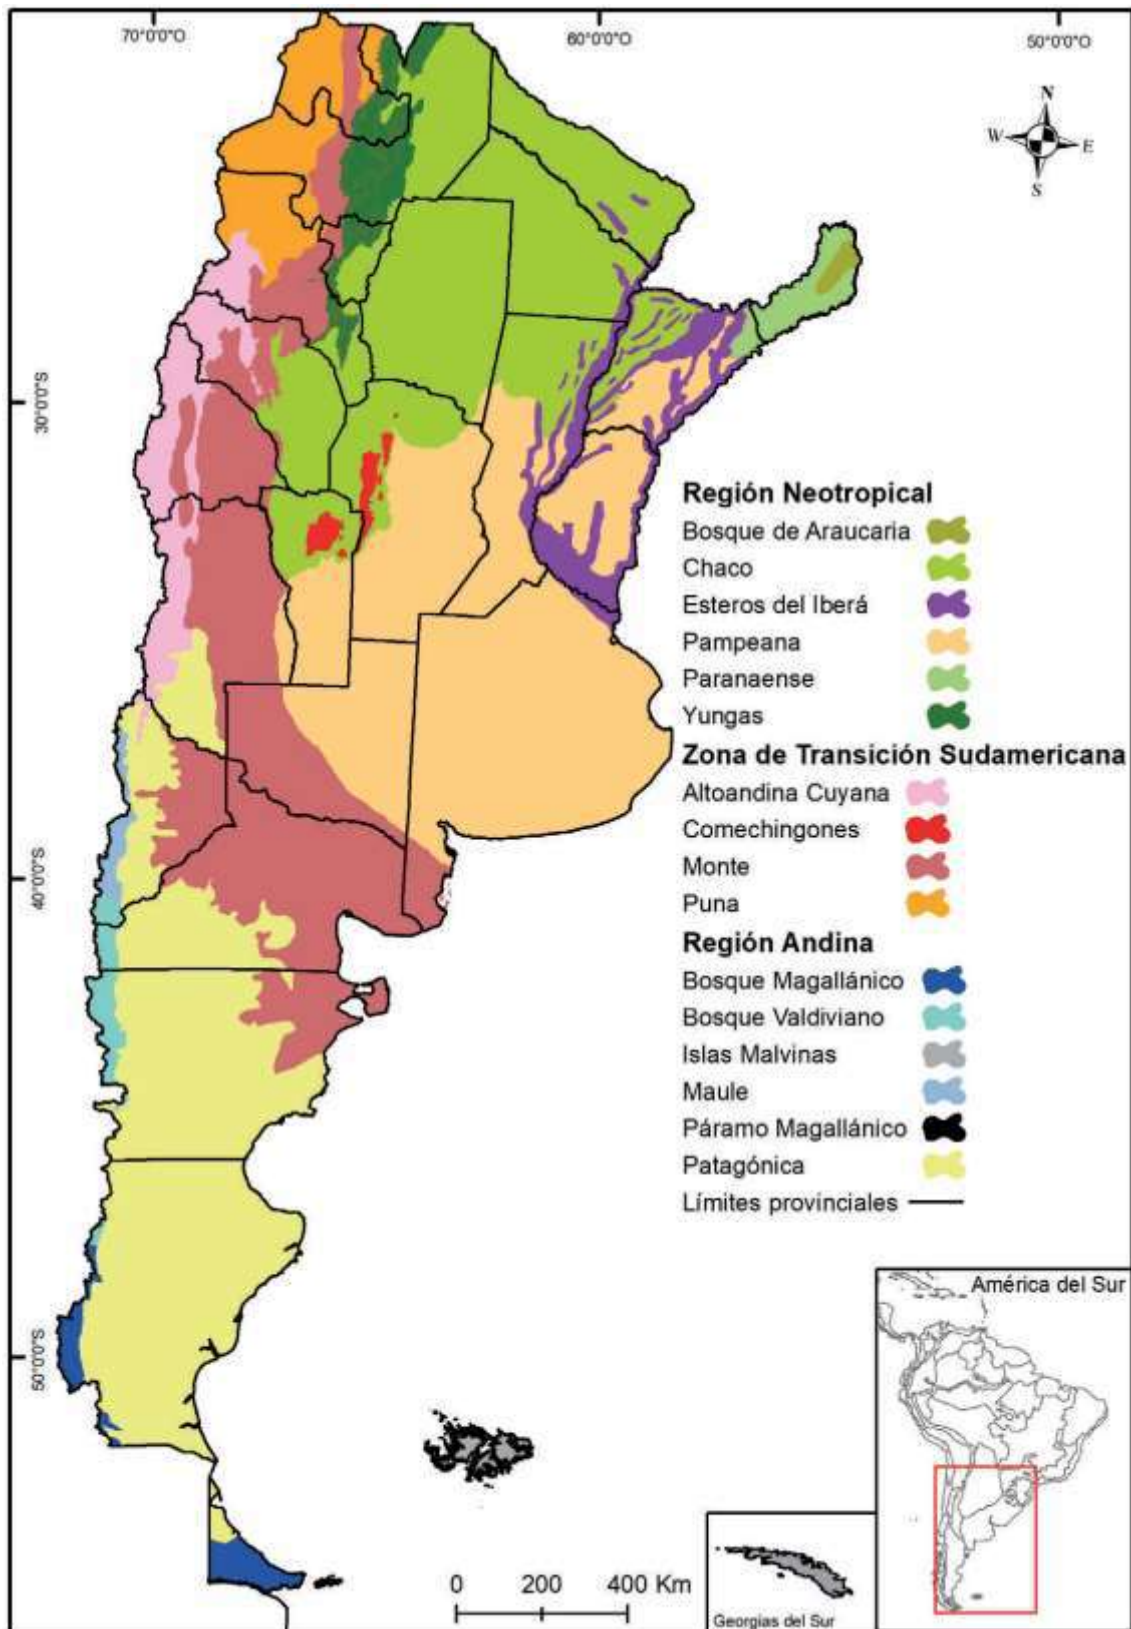 70°0'0"O
60°0'0"O
50°0'0"O
N
W
E
S
30°0'0"S
40°0'0"S
50°0'0"S
Región Neotropical
Bosque de Araucaria
Chaco
Esteros del Iberá
Pampeana
Paranaense
Yungas
Zona de Transición Sudamericana
Altoandina Cuyana
Comechingones
Monte
Puna
Región Andina
Bosque Magallánico
Bosque Valdiviano
Islas Malvinas
Maule
Páramo Magallánico
Patagónica
Límites provinciales
América del Sur
0 200 400 Km
Georgias del Sur